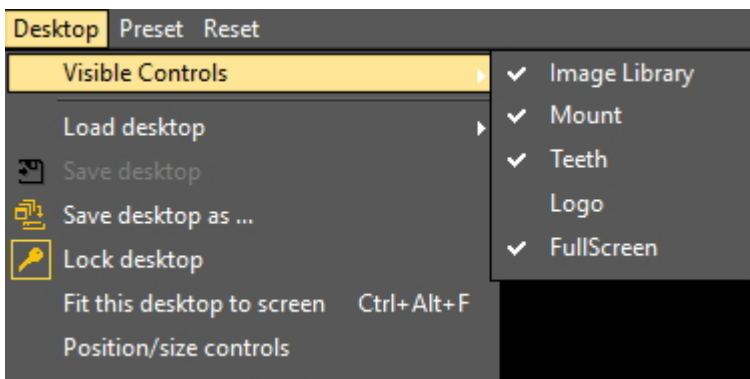 Desktop Preset Reset
Visible Controls
Load desktop
Save desktop
Save desktop as ...
Lock desktop
Fit this desktop to screen Ctrl+Alt+F
Position/size controls
Image Library
Mount
Teeth
Logo
FullScreen